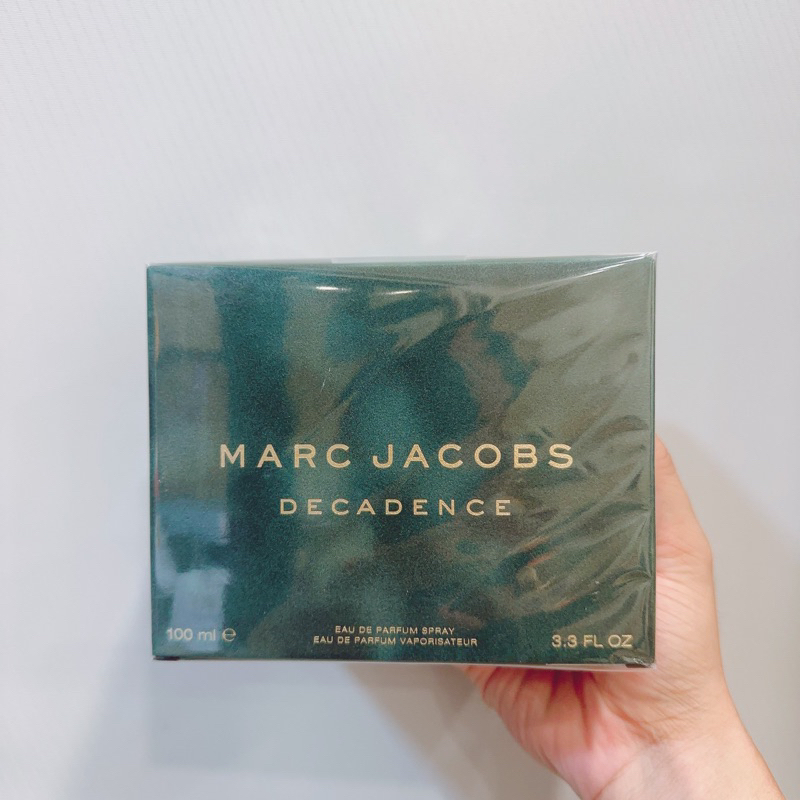 MARC JACOBS
DECADENCE
EAU DE PARFUM SPRAY
100 ml ℮ EAU DE PARFUM VAPORISATEUR 3.3 FL OZ